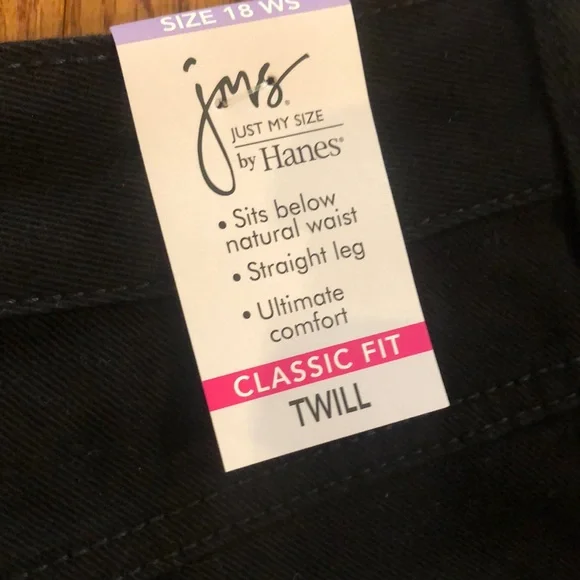 SIZE 18 WS
jms®
JUST MY SIZE
by Hanes®
• Sits below
natural waist
• Straight leg
• Ultimate
comfort
CLASSIC FIT
TWILL